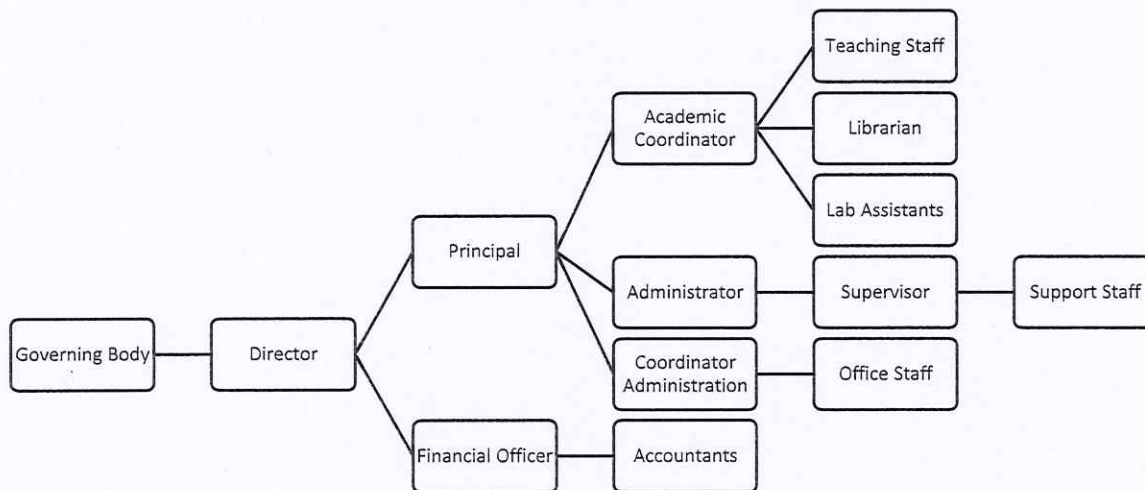 Teaching Staff
Academic
Coordinator
Librarian
Lab Assistants
Principal
Administrator
Supervisor
Support Staff
Governing Body
Director
Coordinator
Administration
Office Staff
Financial Officer
Accountants